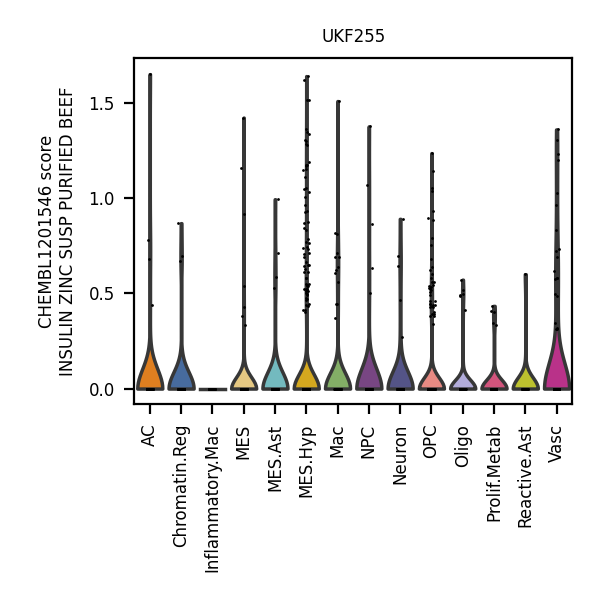 UKF255
CHEMBL1201546 score
INSULIN ZINC SUSP PURIFIED BEEF
1.5
1.0
0.5
0.0
AC
Chromatin.Reg
Inflammatory.Mac
MES
MES.Ast
MES.Hyp
Mac
NPC
Neuron
OPC
Oligo
Prolif.Metab
Reactive.Ast
Vasc